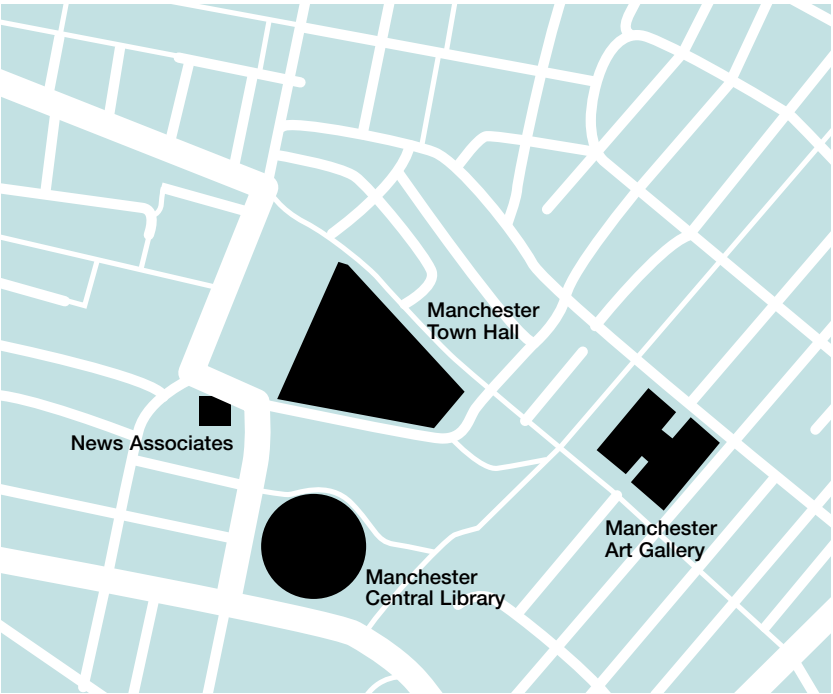 Manchester
Town Hall
News Associates
Manchester
Art Gallery
Manchester
Central Library